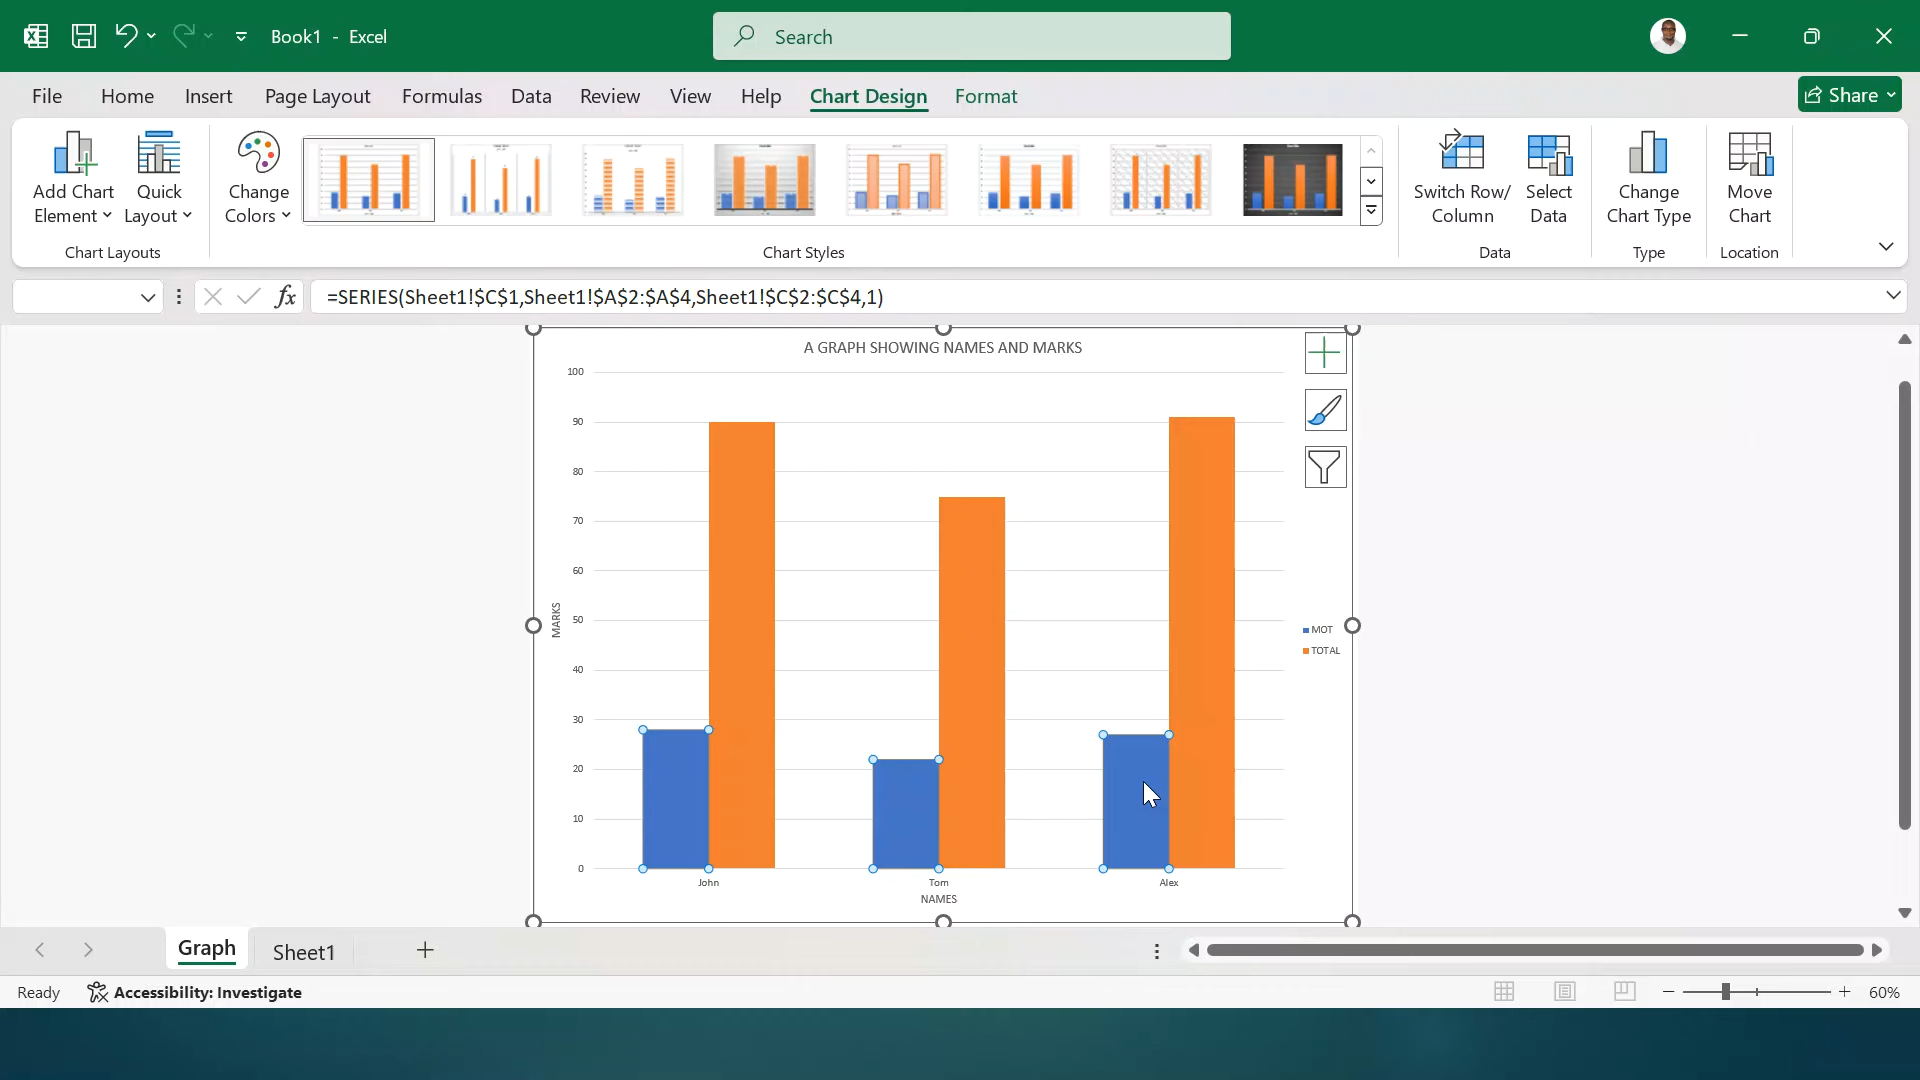 Book1 - Excel
Search
File Home Insert Page Layout Formulas Data Review View Help Chart Design Format Share
Add Chart Element
Quick Layout
Change Colors
Switch Row/ Column
Select Data
Change Chart Type
Move Chart
Chart Layouts
Chart Styles
Data
Type
Location
fx =SERIES(Sheet1!$C$1,Sheet1!$A$2:$A$4,Sheet1!$C$2:$C$4,1)
A GRAPH SHOWING NAMES AND MARKS
100
90
80
70
60
50
40
30
20
10
0
MARKS
MOT
TOTAL
John Tom Alex
NAMES
Graph Sheet1
Ready Accessibility: Investigate 60%